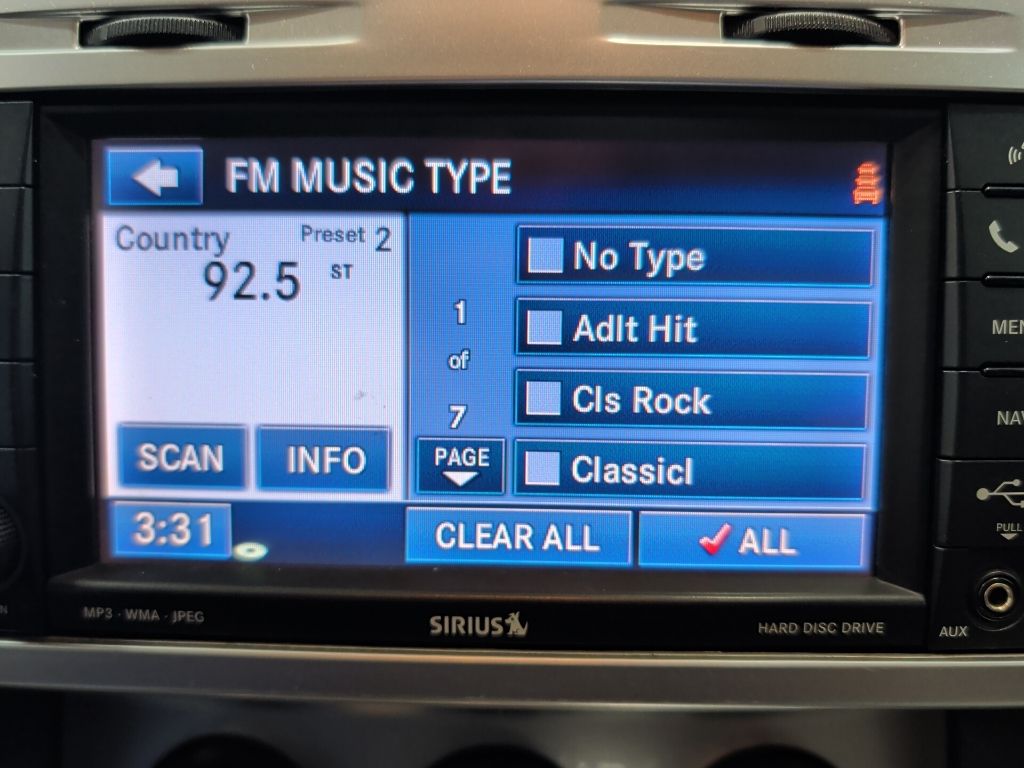 FM MUSIC TYPE
Country Preset 2
92.5 ST
SCAN INFO
1
of
7
PAGE
No Type
Adlt Hit
Cls Rock
Classicl
3:31
CLEAR ALL
ALL
MP3 · WMA · JPEG
SIRIUS
HARD DISC DRIVE
MEN
NAV
PULL
AUX